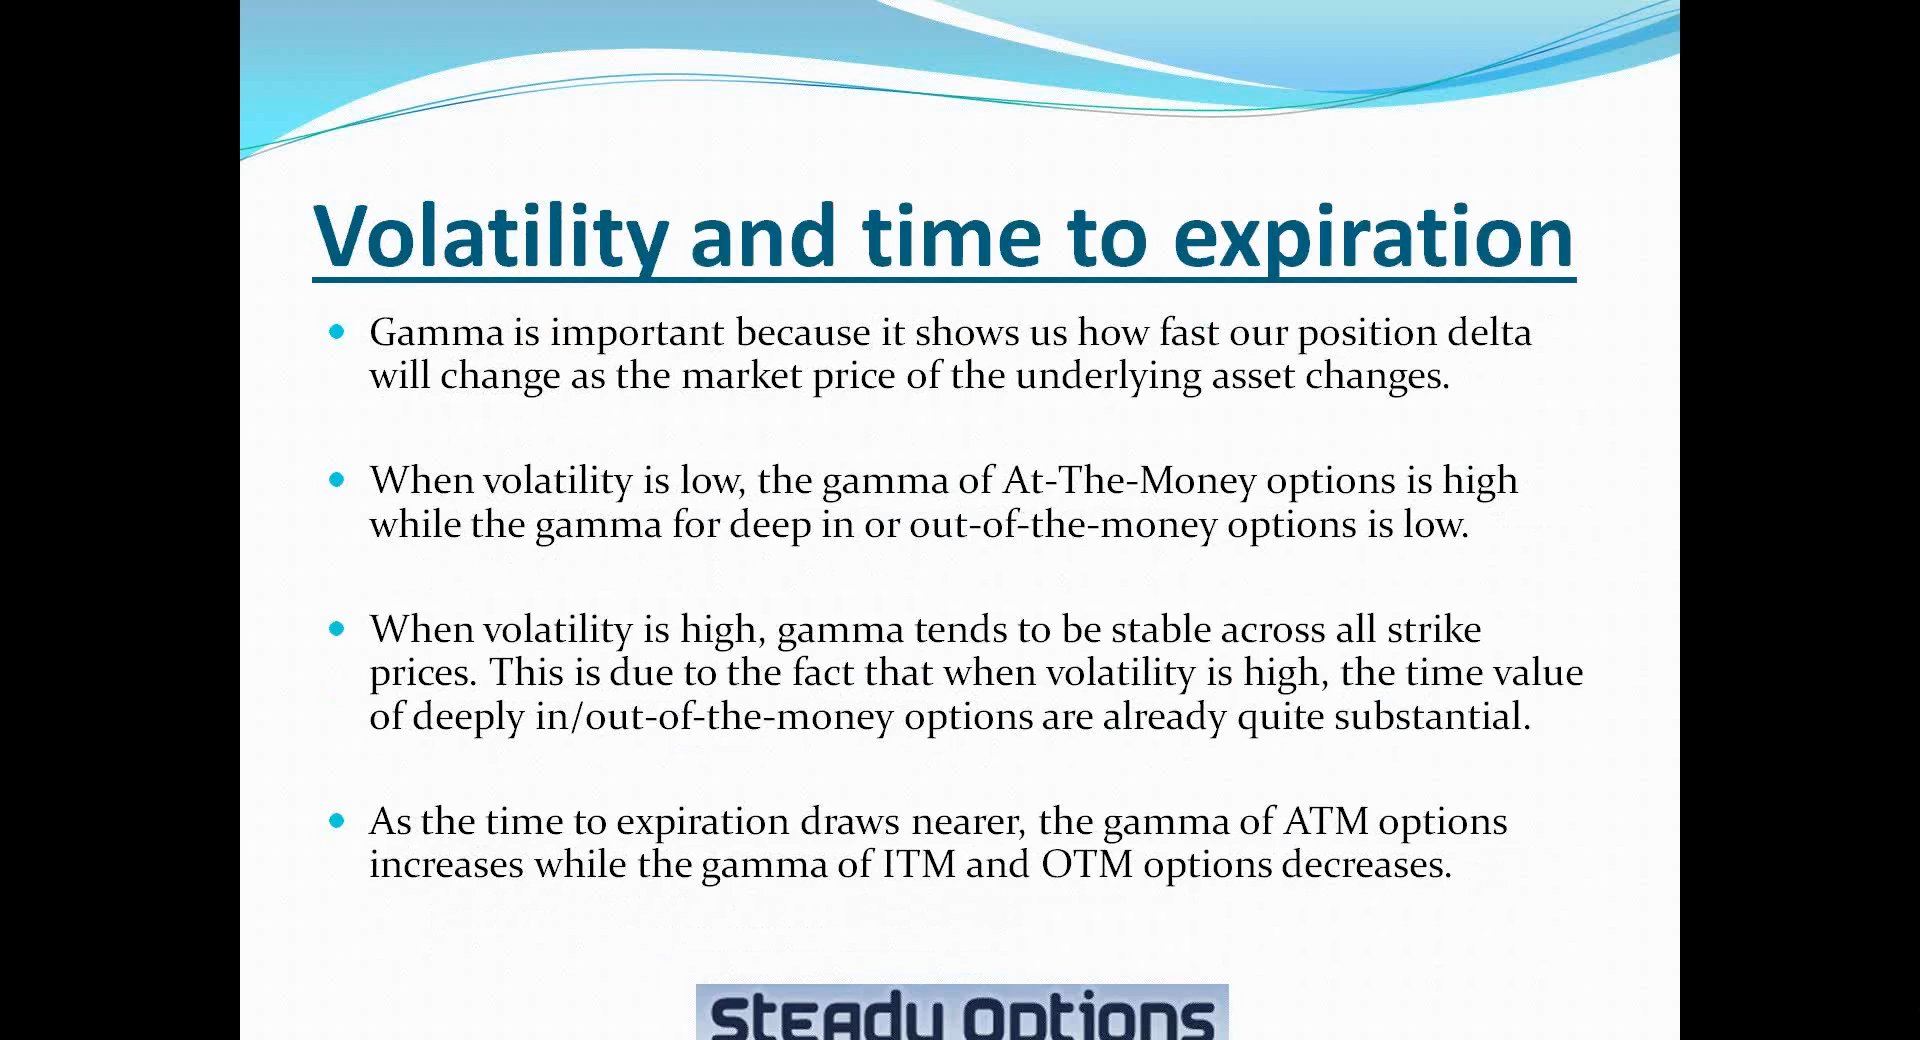 Volatility and time to expiration
Gamma is important because it shows us how fast our position delta
will change as the market price of the underlying asset changes.
When volatility is low, the gamma of At-The-Money options is high
while the gamma for deep in or out-of-the-money options is low.
When volatility is high, gamma tends to be stable across all strike
prices. This is due to the fact that when volatility is high, the time value
of deeply in/out-of-the-money options are already quite substantial.
As the time to expiration draws nearer, the gamma of ATM options
increases while the gamma of ITM and OTM options decreases.
Steady Options